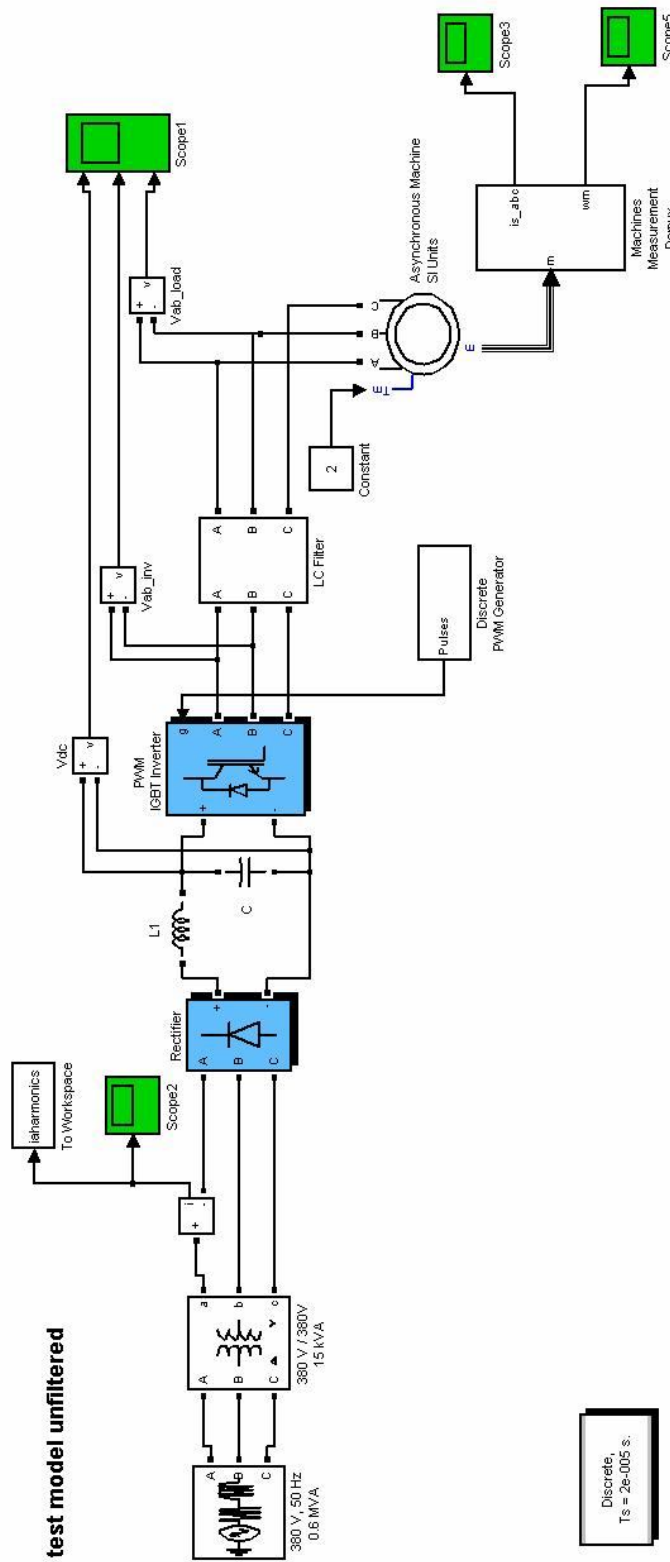 test model unfiltered
380 V, 50 Hz
0.6 MVA
A
B
C
A
B
C
a
b
c
380 V / 380V
15 kVA
+
i
-
iaharmonics
To Workspace
Scope2
Rectifier
A
B
C
+
-
L1
C
Vdc
+
-
v
PWM
IGBT Inverter
g
+
-
A
B
C
Vab_inv
+
-
v
Pulses
Discrete
PWM Generator
A
B
C
A
B
C
LC Filter
2
Constant
Vab_load
+
-
v
Scope1
Tm
A
B
C
m
Asynchronous Machine
SI Units
m
is_abc
wm
Machines
Measurement
Demux
Scope3
Scope5
Discrete,
Ts = 2e-005 s.